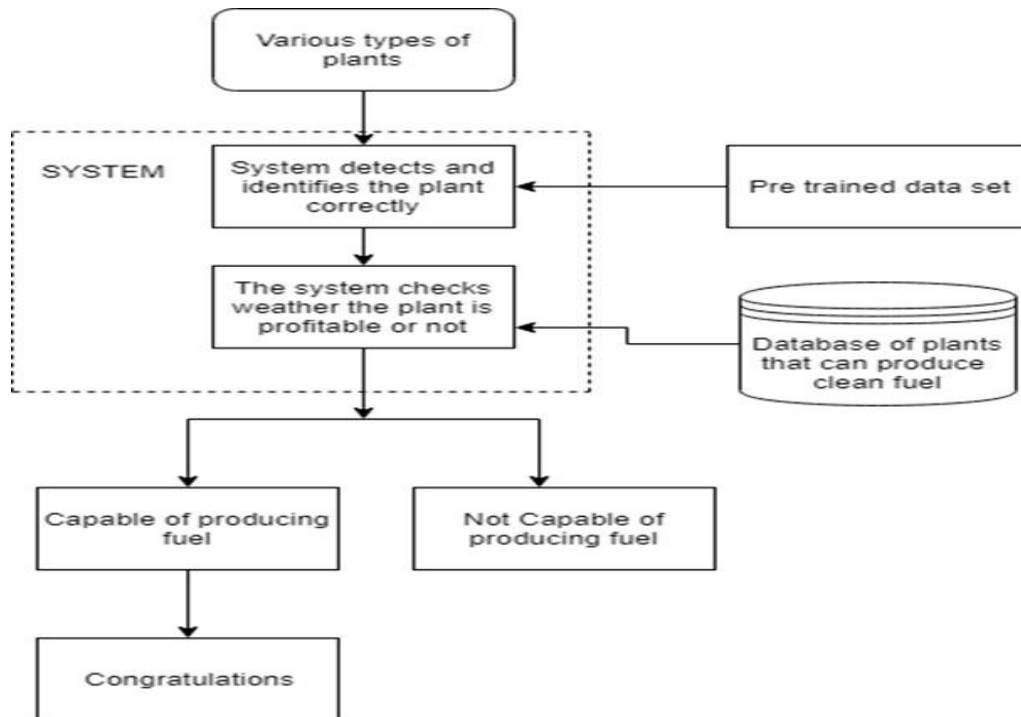 Various types of
plants
SYSTEM
System detects and
identifies the plant
correctly
Pre trained data set
The system checks
weather the plant is
profitable or not
Database of plants
that can produce
clean fuel
Capable of producing
fuel
Not Capable of
producing fuel
Congratulations